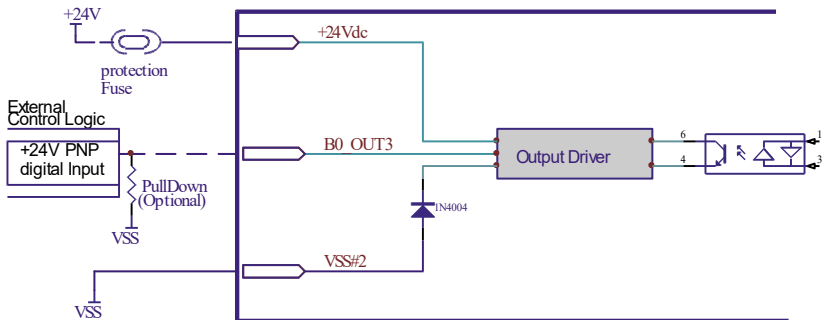 +24V
+24Vdc
protection
Fuse
External
Control Logic
+24V PNP
digital Input
B0_OUT3
Output Driver
6
4
1
3
PullDown
(Optional)
VSS
1N4004
VSS#2
VSS